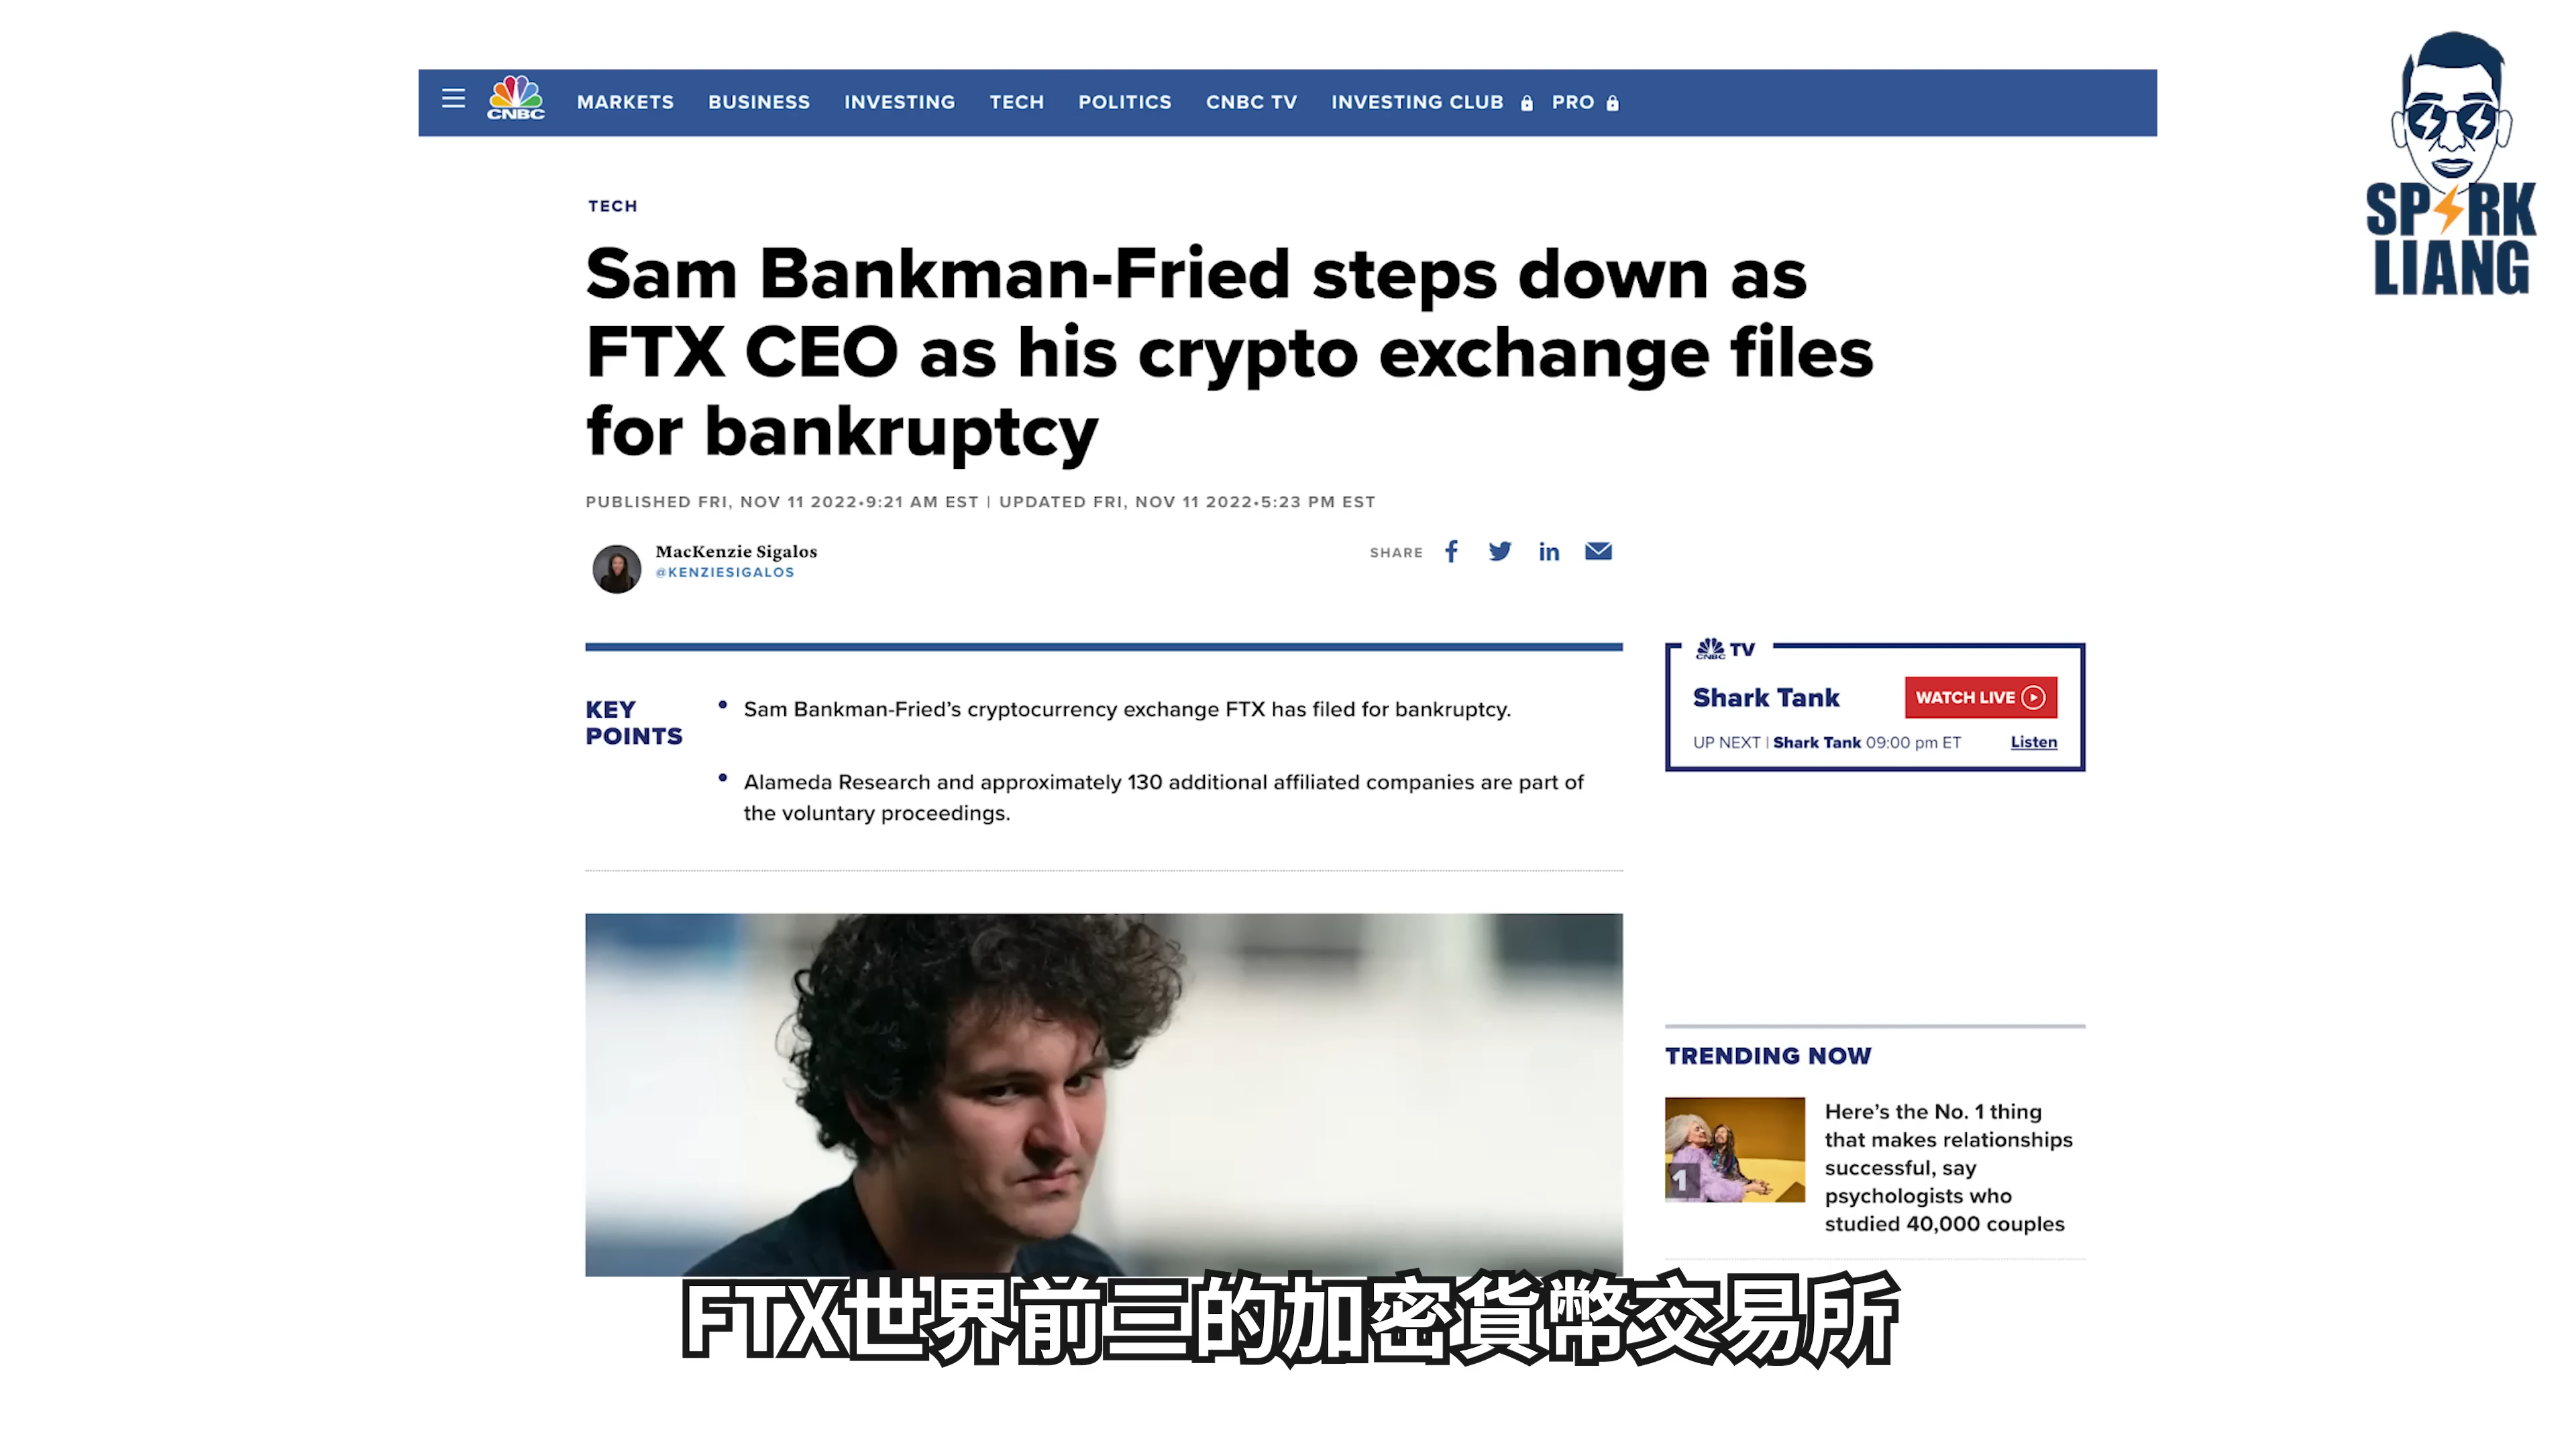 CNBC
MARKETS BUSINESS INVESTING TECH POLITICS CNBC TV INVESTING CLUB PRO
SPARK
LIANG
TECH
Sam Bankman-Fried steps down as
FTX CEO as his crypto exchange files
for bankruptcy
PUBLISHED FRI, NOV 11 2022•9:21 AM EST | UPDATED FRI, NOV 11 2022•5:23 PM EST
MacKenzie Sigalos
@KENZIESIGALOS
SHARE
KEY
POINTS
• Sam Bankman-Fried’s cryptocurrency exchange FTX has filed for bankruptcy.
• Alameda Research and approximately 130 additional affiliated companies are part of
the voluntary proceedings.
CNBC TV
Shark Tank
WATCH LIVE
UP NEXT | Shark Tank 09:00 pm ET
Listen
TRENDING NOW
1
Here’s the No. 1 thing
that makes relationships
successful, say
psychologists who
studied 40,000 couples
FTX世界前三的加密貨幣交易所